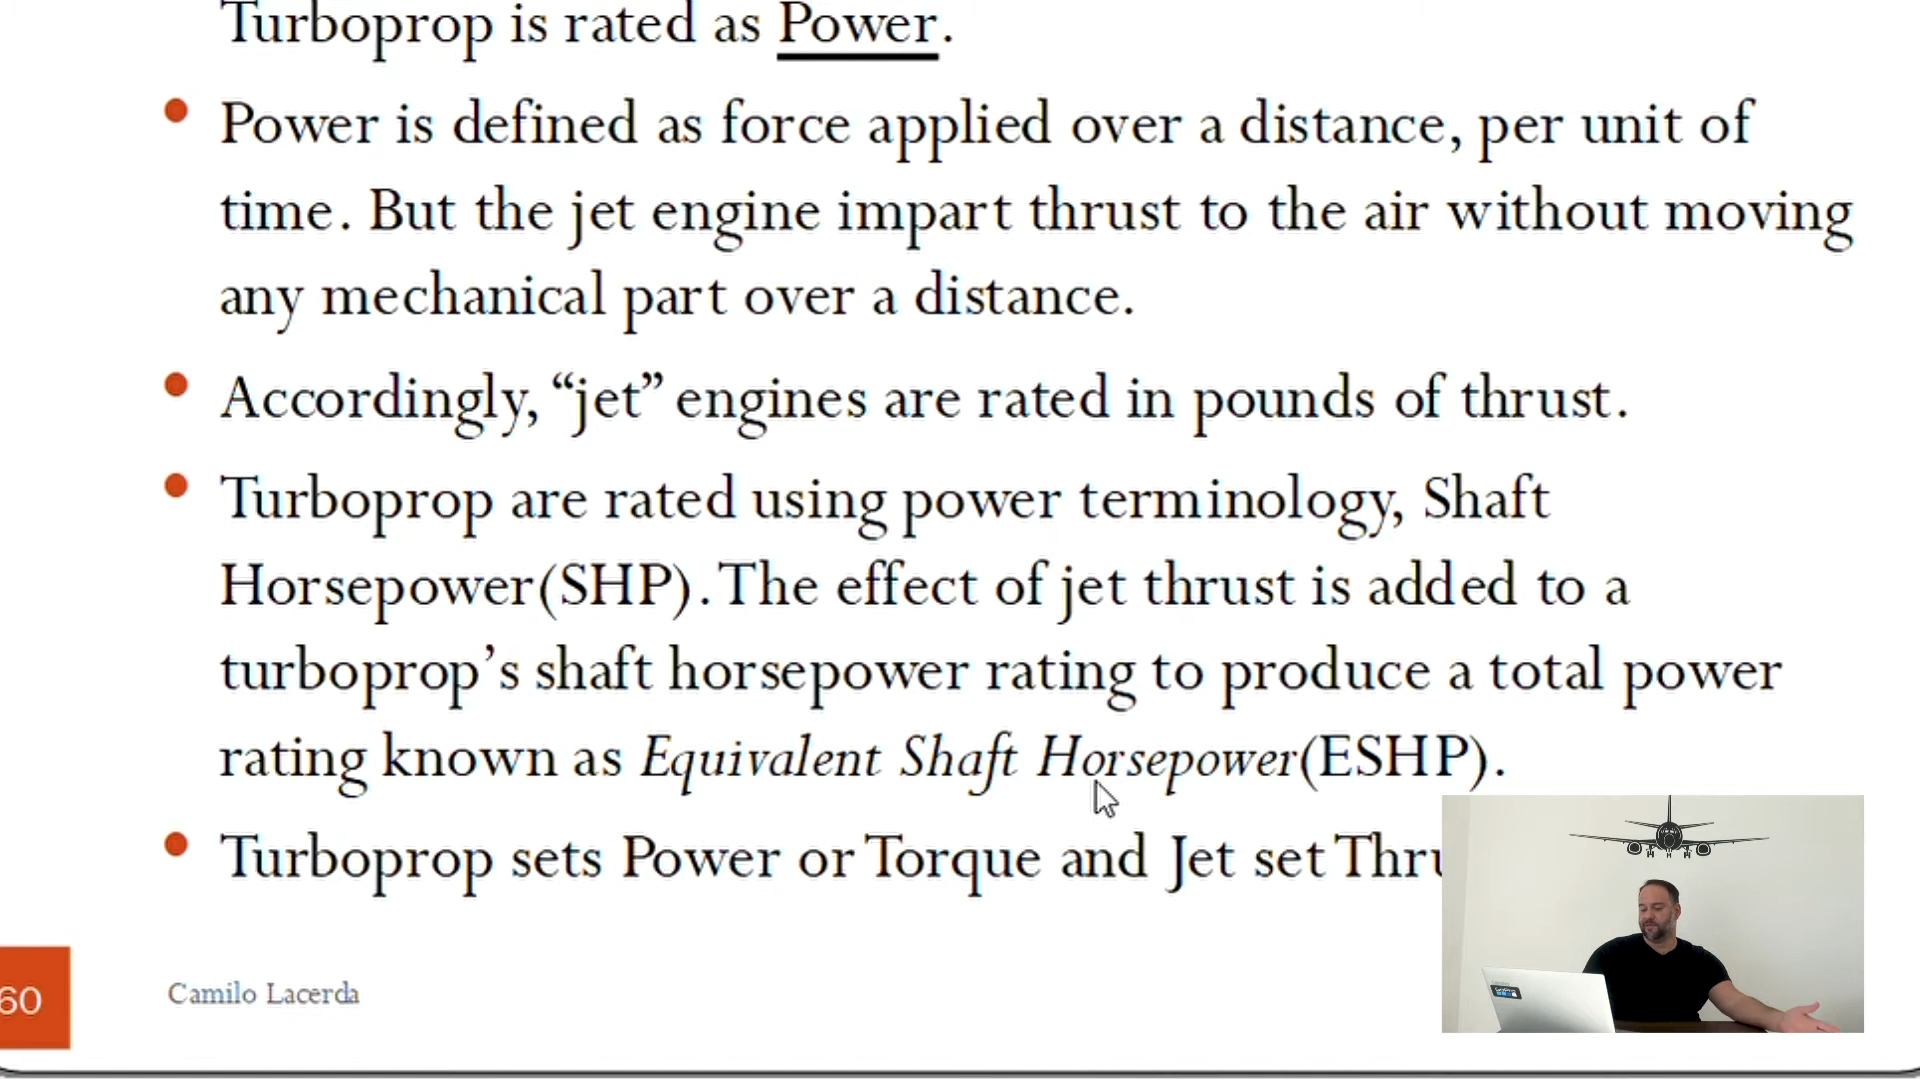 Turboprop is rated as Power.
Power is defined as force applied over a distance, per unit of
time. But the jet engine impart thrust to the air without moving
any mechanical part over a distance.
Accordingly, “jet” engines are rated in pounds of thrust.
Turboprop are rated using power terminology, Shaft
Horsepower(SHP). The effect of jet thrust is added to a
turboprop’s shaft horsepower rating to produce a total power
rating known as Equivalent Shaft Horsepower(ESHP).
Turboprop sets Power or Torque and Jet set Thru
60
Camilo Lacerda